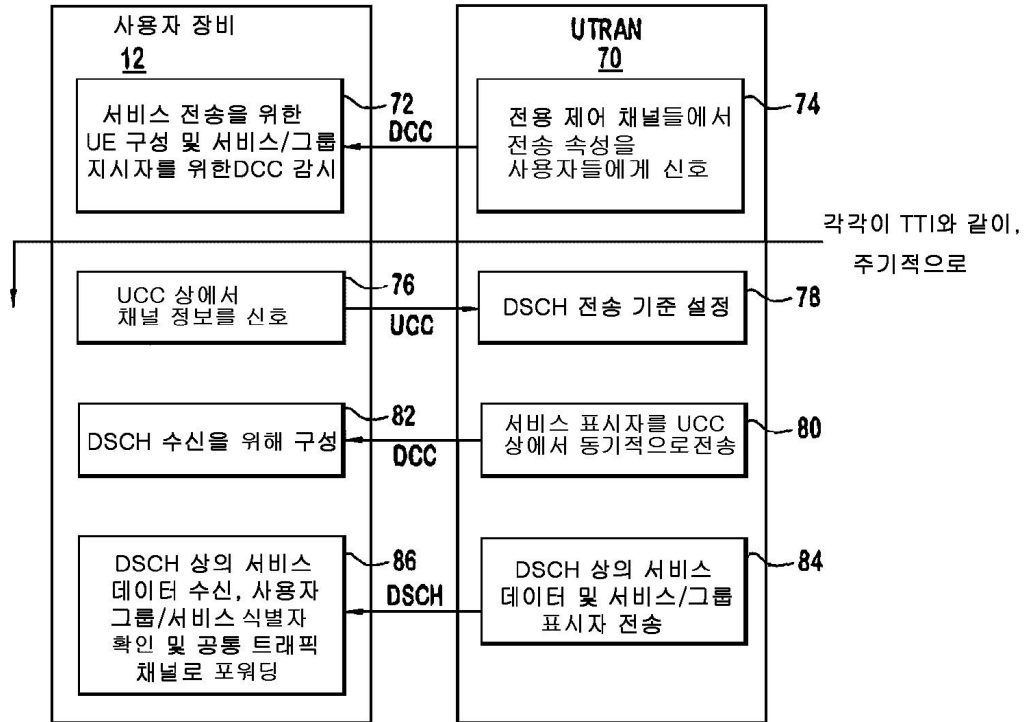 사용자 장비
12
UTRAN
70
서비스 전송을 위한
UE 구성 및 서비스/그룹
지시자를 위한DCC 감시
72
DCC
전용 제어 채널들에서
전송 속성을
사용자들에게 신호
74
각각이 TTI와 같이,
주기적으로
UCC 상에서
채널 정보를 신호
76
UCC
DSCH 전송 기준 설정
78
DSCH 수신을 위해 구성
82
DCC
서비스 표시자를 UCC
상에서 동기적으로전송
80
DSCH 상의 서비스
데이터 수신, 사용자
그룹/서비스 식별자
확인 및 공통 트래픽
채널로 포워딩
86
DSCH
DSCH 상의 서비스
데이터 및 서비스/그룹
표시자 전송
84